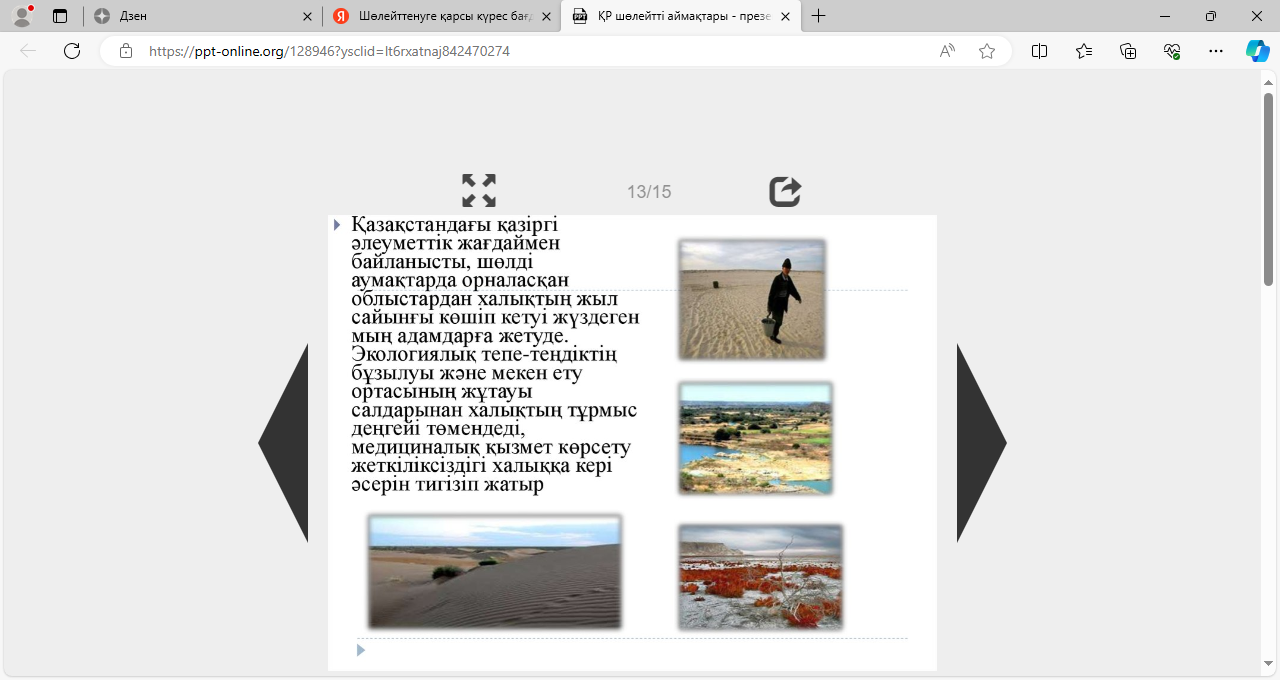 Дзен
Шөлейттенуге қарсы күрес бағ
ҚР шөлейтті аймақтары - презе
https://ppt-online.org/128946?ysclid=lt6rxatnaj842470274
13/15
Қазақстандағы қазіргі
әлеуметтік жағдаймен
байланысты, шөлді
аумақтарда орналасқан
облыстардан халықтың жыл
сайынғы көшіп кетуі жүздеген
мың адамдарға жетуде.
Экологиялық тепе-теңдіктің
бұзылуы және мекен ету
ортасының жұтауы
салдарынан халықтың тұрмыс
деңгейі төмендеді,
медициналық қызмет көрсету
жеткіліксіздігі халыққа кері
әсерін тигізіп жатыр